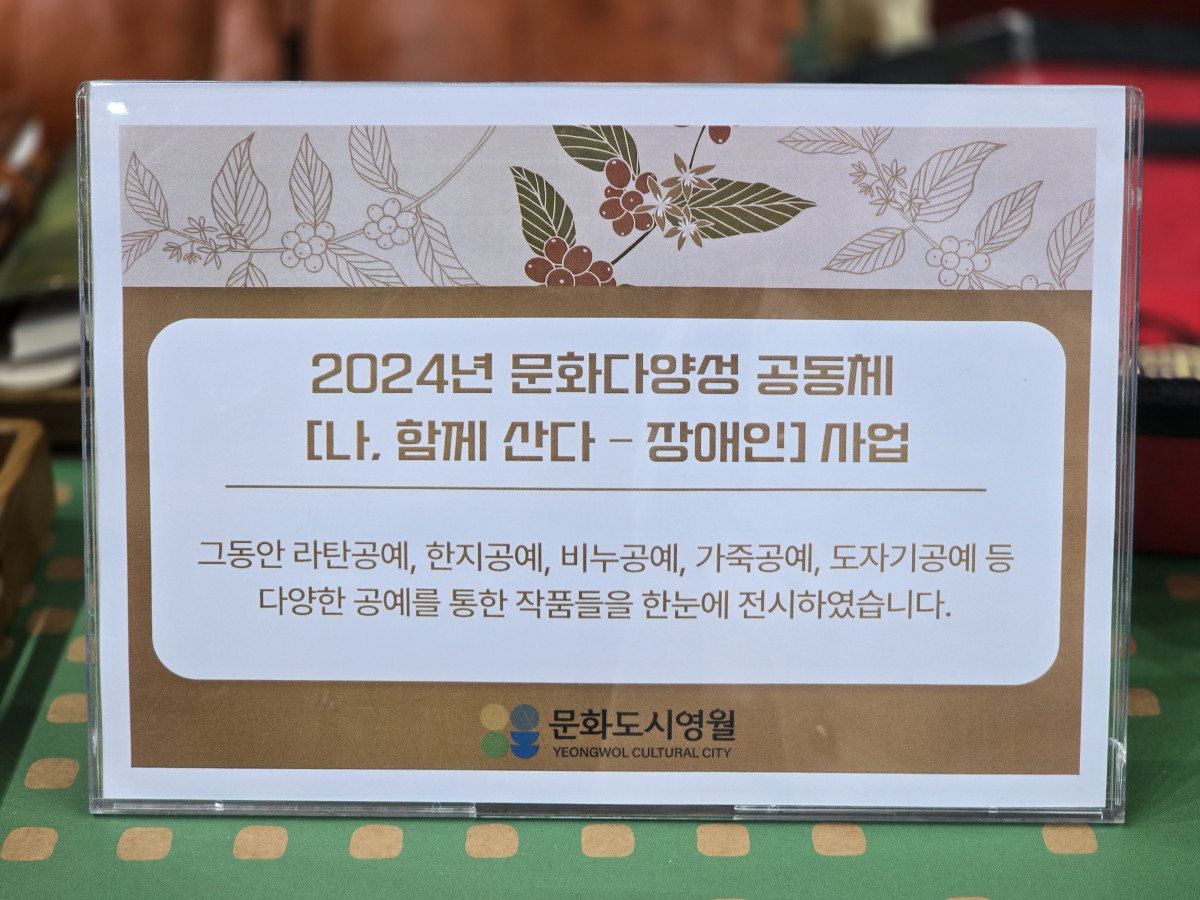 2024년 문화다양성 공동체
[나, 함께 산다 - 장애인] 사업
그동안 라탄공예, 한지공예, 비누공예, 가죽공예, 도자기공예 등
다양한 공예를 통한 작품들을 한눈에 전시하였습니다.
문화도시영월
YEONGWOL CULTURAL CITY